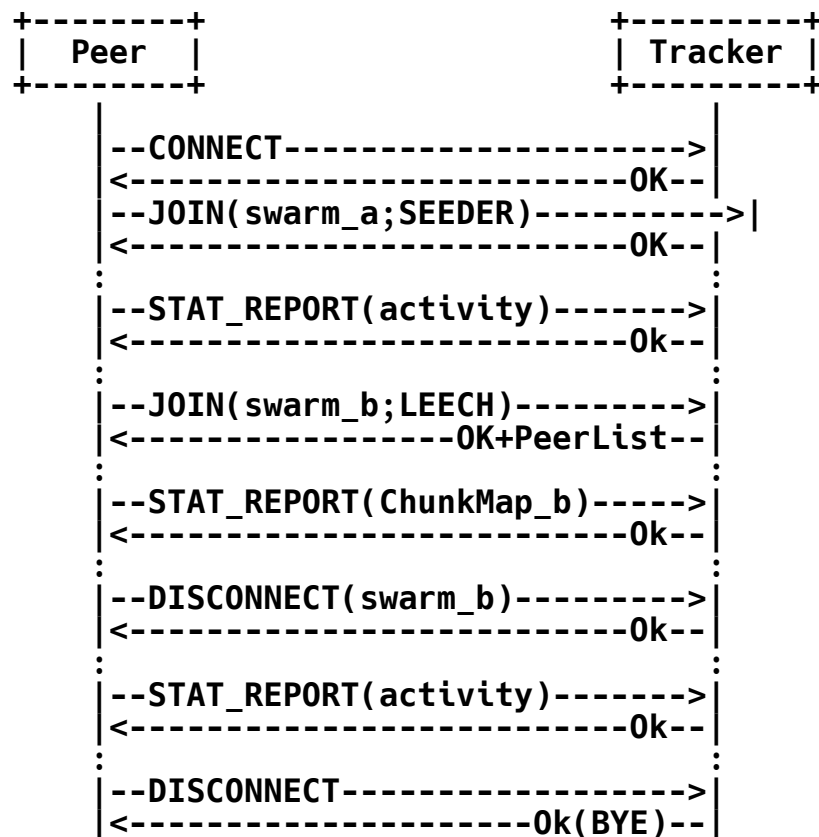 +--------+                         +---------+
|  Peer  |                         | Tracker |
+--------+                         +---------+
     |                                  |
     |--CONNECT------------------------>|
     |<--------------------------OK--|
     |--JOIN(swarm_a;SEEDER)---------->|
     |<--------------------------OK--|
     :                                  :
     |--STAT_REPORT(activity)------->|
     |<--------------------------Ok--|
     :                                  :
     |--JOIN(swarm_b;LEECH)--------->|
     |<-----------------OK+PeerList--|
     :                                  :
     |--STAT_REPORT(ChunkMap_b)----->|
     |<--------------------------Ok--|
     :                                  :
     |--DISCONNECT(swarm_b)--------->|
     |<--------------------------Ok--|
     :                                  :
     |--STAT_REPORT(activity)------->|
     |<--------------------------Ok--|
     :                                  :
     |--DISCONNECT------------------>|
     |<---------------------Ok(BYE)--|